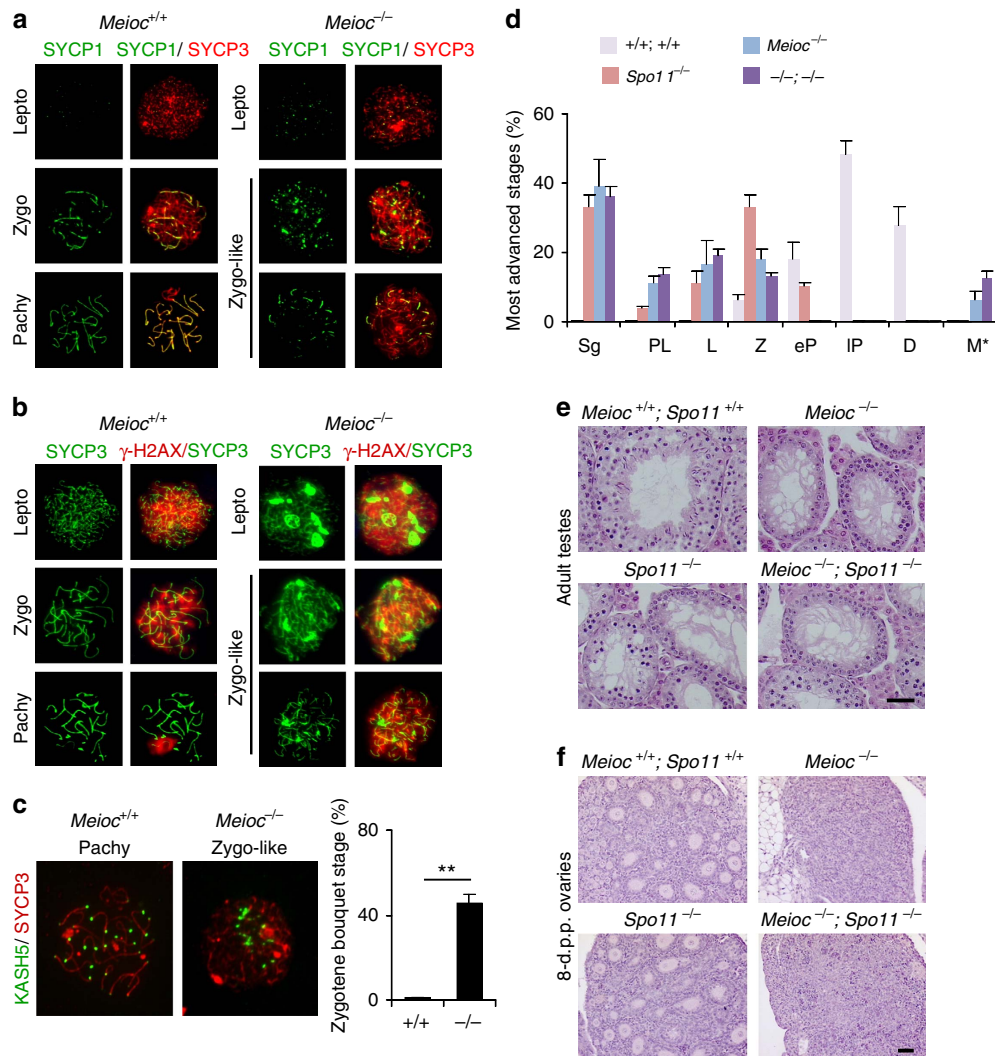 a
Meioc+/+
Meioc−/−
SYCP1 SYCP1/ SYCP3
SYCP1 SYCP1/ SYCP3
Lepto
Zygo
Pachy
Lepto
Zygo-like
b
Meioc+/+
Meioc−/−
SYCP3 γ-H2AX/SYCP3
SYCP3 γ-H2AX/SYCP3
Lepto
Zygo
Pachy
Lepto
Zygo-like
c
Meioc+/+
Pachy
Meioc−/−
Zygo-like
KASH5/ SYCP3
Zygotene bouquet stage (%)
80
40
0
**
+/+ −/−
d
+/+; +/+
Meioc−/−
Spo11−/−
−/−; −/−
Most advanced stages (%)
60
40
20
0
Sg PL L Z eP lP D M*
e
Meioc+/+; Spo11+/+
Meioc−/−
Spo11−/−
Meioc−/−; Spo11−/−
Adult testes
f
Meioc+/+; Spo11+/+
Meioc−/−
Spo11−/−
Meioc−/−; Spo11−/−
8-d.p.p. ovaries